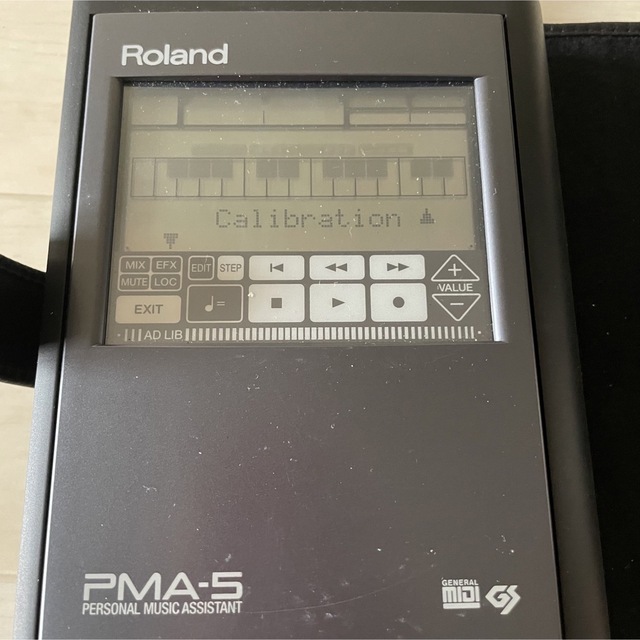 Roland
Calibration
MIX EFX EDIT STEP
MUTE LOC
VALUE
EXIT
AD LIB
PMA-5
PERSONAL MUSIC ASSISTANT
GENERAL
MIDI GS